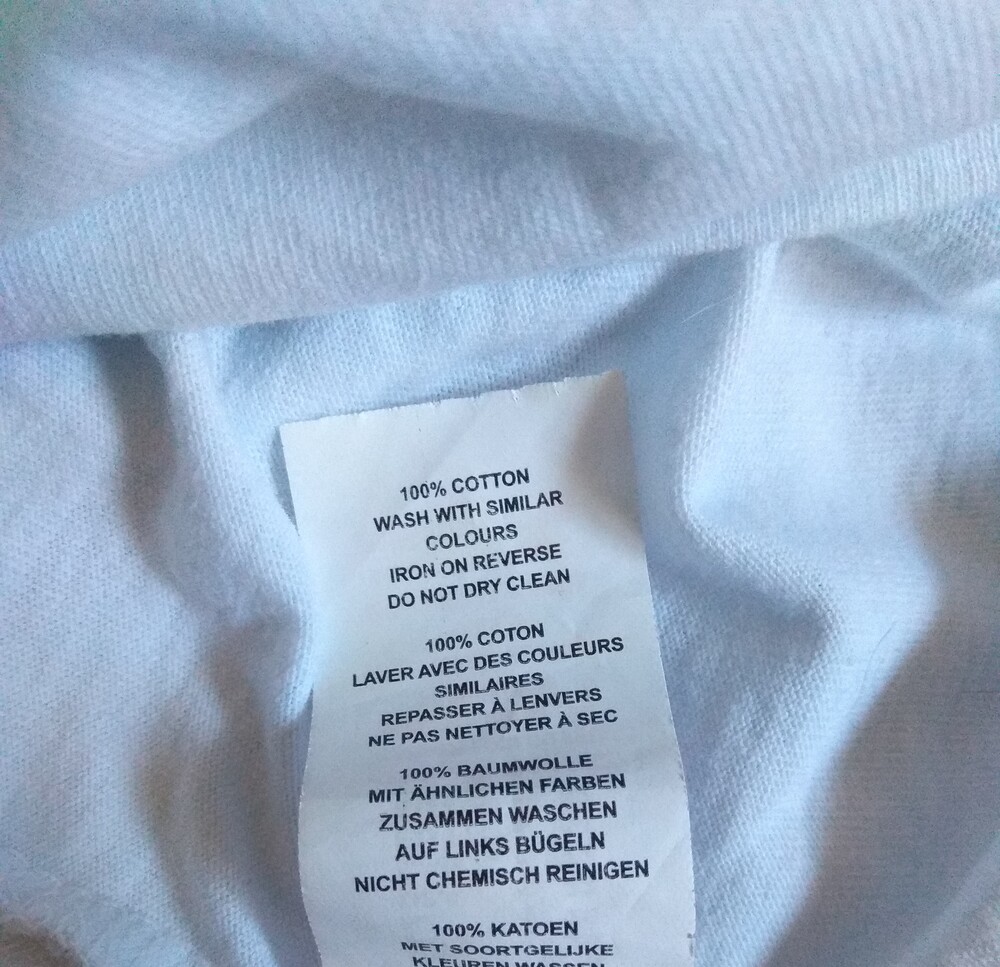 100% COTTON
WASH WITH SIMILAR
COLOURS
IRON ON REVERSE
DO NOT DRY CLEAN
100% COTON
LAVER AVEC DES COULEURS
SIMILAIRES
REPASSER À LENVERS
NE PAS NETTOYER À SEC
100% BAUMWOLLE
MIT ÄHNLICHEN FARBEN
ZUSAMMEN WASCHEN
AUF LINKS BÜGELN
NICHT CHEMISCH REINIGEN
100% KATOEN
MET SOORTGELIJKE
KLEUREN WASSEN